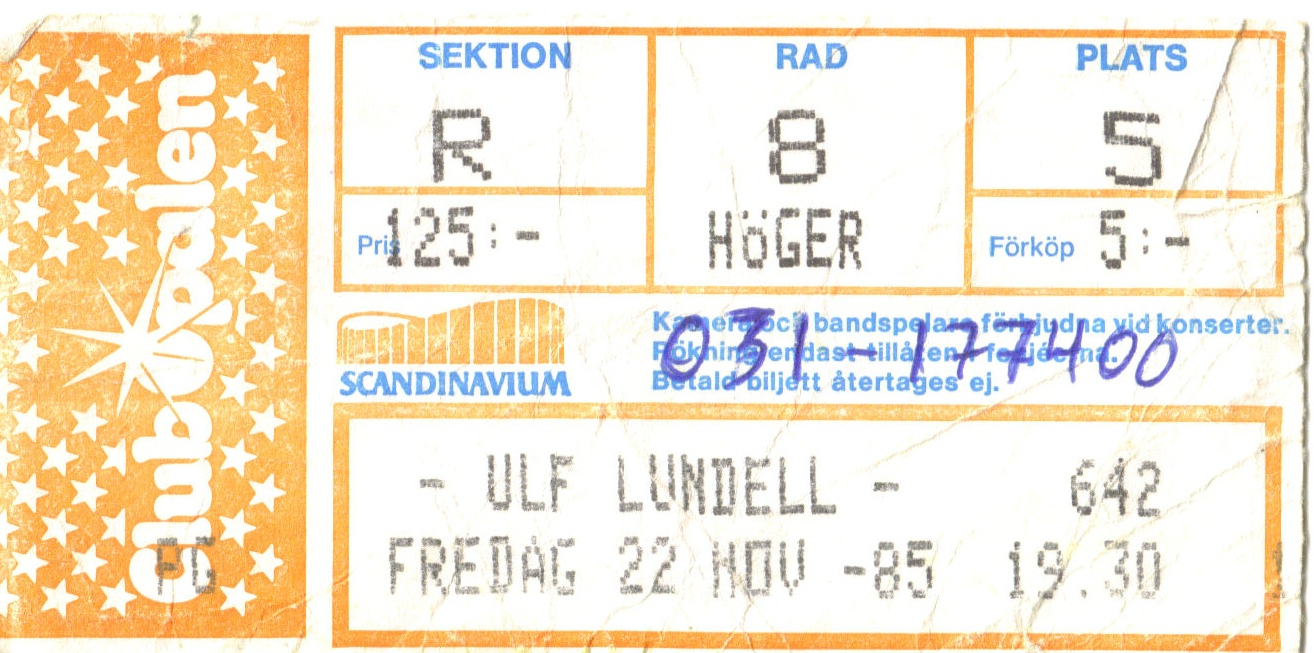 Club Opalen
FG
SEKTION RAD PLATS
R 8 5
Pris 125:- HÖGER Förköp 5:-
SCANDINAVIUM
Kamera och bandspelare förbjudna vid konserter.
Rökning endast tillåten i foajéerna.
Betald biljett återtages ej.
031-177400
- ULF LUNDELL - 642
FREDAG 22 NOV -85 19.30